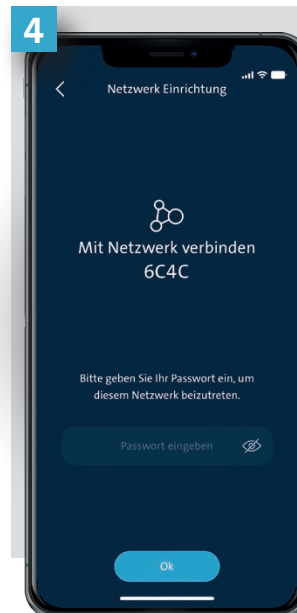 4
Netzwerk Einrichtung
Mit Netzwerk verbinden
6C4C
Bitte geben Sie Ihr Passwort ein, um
diesem Netzwerk beizutreten.
Passwort eingeben
Ok